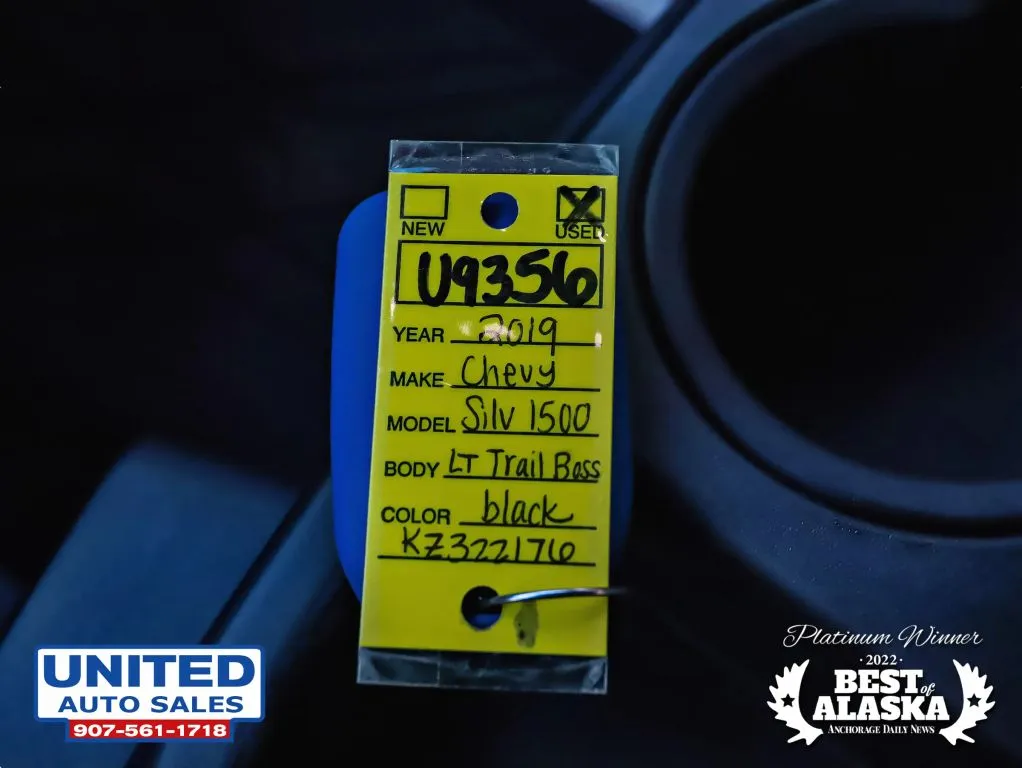 NEW USED
U9356
YEAR 2019
MAKE Chevy
MODEL Silv 1500
BODY LT Trail Boss
COLOR black
KZ322176
UNITED
AUTO SALES
907-561-1718
Platinum Winner
·2022·
BEST of
ALASKA
ANCHORAGE DAILY NEWS